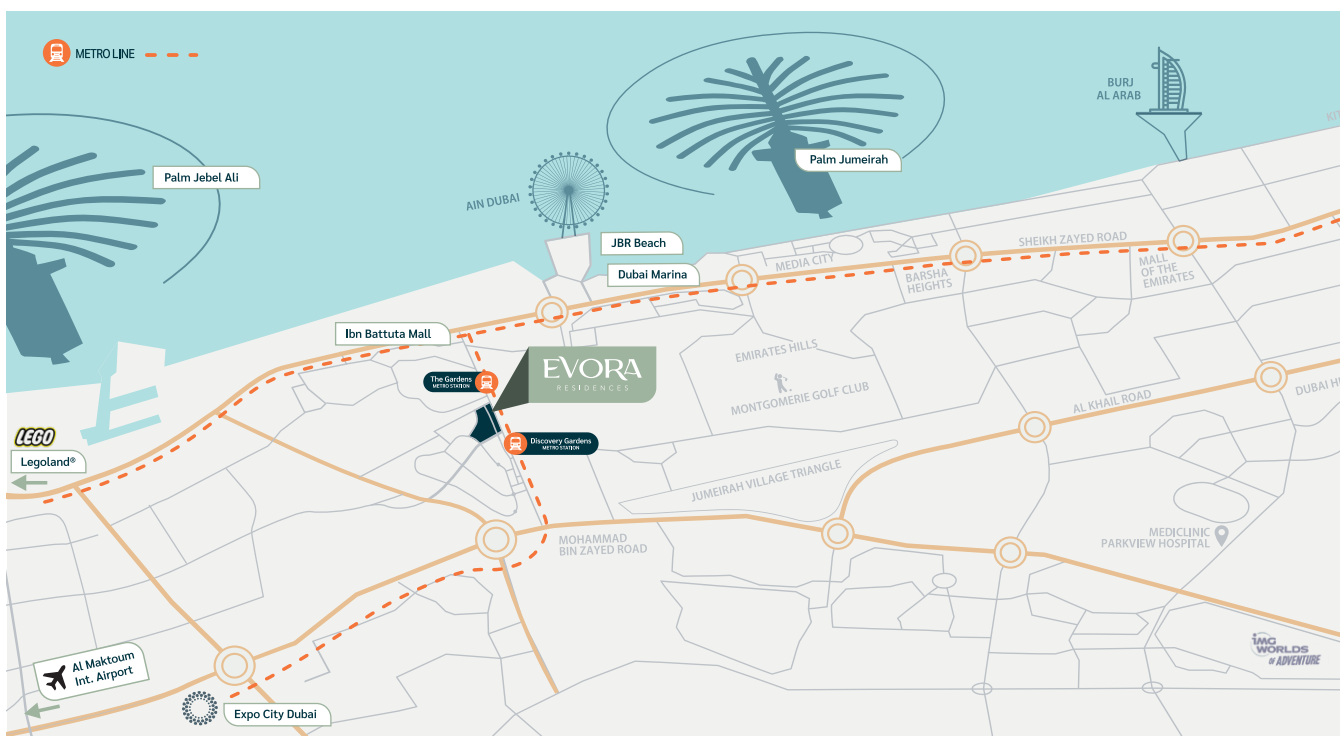 METRO LINE
BURJ
AL ARAB
Palm Jumeirah
Palm Jebel Ali
AIN DUBAI
JBR Beach
SHEIKH ZAYED ROAD
MEDIA CITY
Dubai Marina
BARSHA
HEIGHTS
MALL
OF THE
EMIRATES
Ibn Battuta Mall
EMIRATES HILLS
EVORA
RESIDENCES
The Gardens
METRO STATION
MONTGOMERIE GOLF CLUB
AL KHAIL ROAD
DUBAI H
LEGO
Legoland®
Discovery Gardens
METRO STATION
JUMEIRAH VILLAGE TRIANGLE
MOHAMMAD
BIN ZAYED ROAD
MEDICLINIC
PARKVIEW HOSPITAL
IMG
WORLDS
OF ADVENTURE
Al Maktoum
Int. Airport
Expo City Dubai